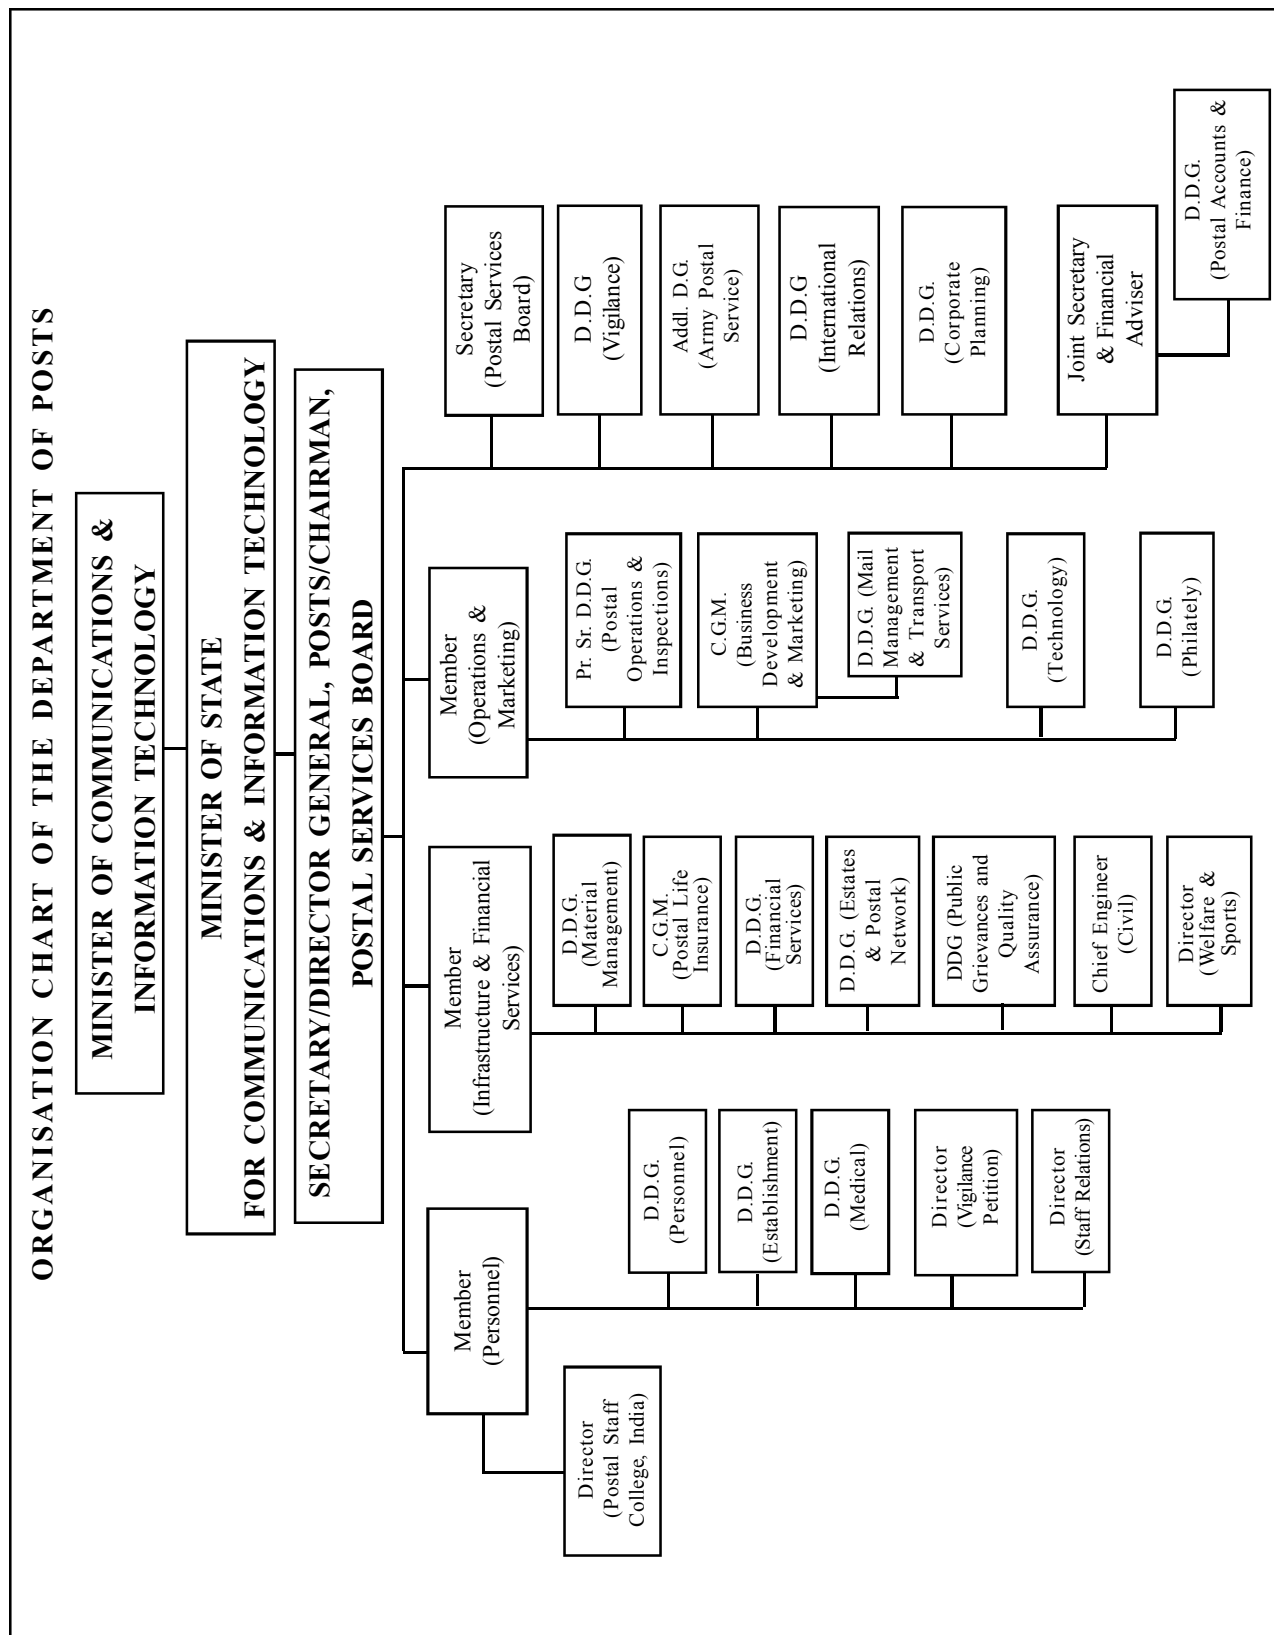 ORGANISATION CHART OF THE DEPARTMENT OF POSTS
MINISTER OF COMMUNICATIONS &
INFORMATION TECHNOLOGY
MINISTER OF STATE
FOR COMMUNICATIONS & INFORMATION TECHNOLOGY
SECRETARY/DIRECTOR GENERAL, POSTS/CHAIRMAN,
POSTAL SERVICES BOARD
Member
(Personnel)
Director
(Postal Staff
College, India)
D.D.G.
(Personnel)
D.D.G.
(Establishment)
D.D.G.
(Medical)
Director
(Vigilance
Petition)
Director
(Staff Relations)
Member
(Infrastructure & Financial
Services)
D.D.G.
(Material
Management)
C.G.M.
(Postal Life
Insurance)
D.D.G.
(Financial
Services)
D.D.G. (Estates
& Postal
Network)
DDG (Public
Grievances and
Quality
Assurance)
Chief Engineer
(Civil)
Director
(Welfare &
Sports)
Member
(Operations &
Marketing)
Pr. Sr. D.D.G.
(Postal
Operations &
Inspections)
C.G.M.
(Business
Development
& Marketing)
D.D.G. (Mail
Management
& Transport
Services)
D.D.G.
(Technology)
D.D.G.
(Philately)
Secretary
(Postal Services
Board)
D.D.G
(Vigilance)
Addl. D.G.
(Army Postal
Service)
D.D.G
(International
Relations)
D.D.G.
(Corporate
Planning)
Joint Secretary
& Financial
Adviser
D.D.G.
(Postal Accounts &
Finance)